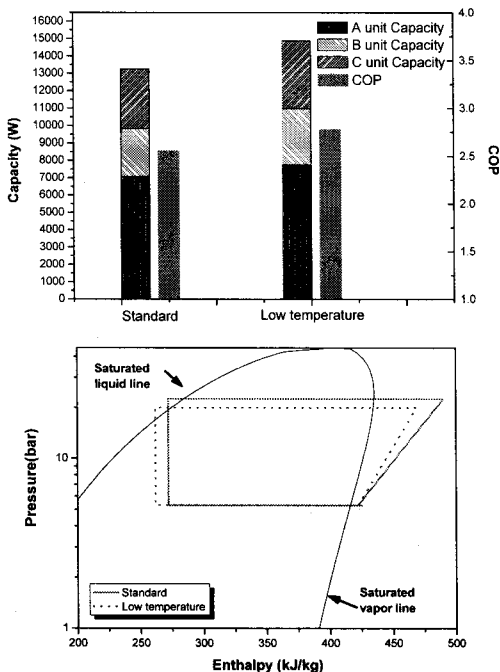 16000
15000
14000
13000
12000
11000
10000
9000
8000
7000
6000
5000
4000
3000
2000
1000
0
Capacity (W)
A unit Capacity
B unit Capacity
C unit Capacity
COP
4.0
3.5
3.0
2.5
2.0
1.5
1.0
COP
Standard
Low temperature
Saturated
liquid line
Pressure(bar)
10
1
Saturated
vapor line
Standard
Low temperature
200
250
300
350
400
450
500
Enthalpy (kJ/kg)